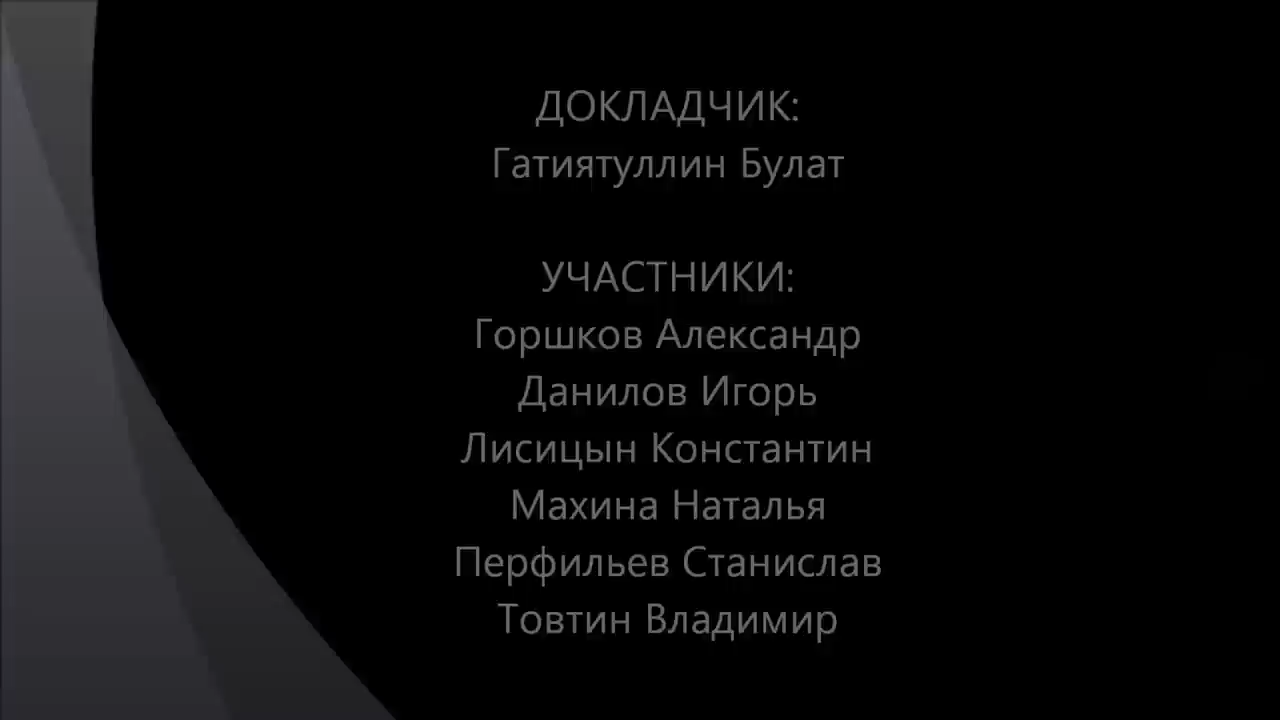 ДОКЛАДЧИК:
Гатиятуллин Булат
УЧАСТНИКИ:
Горшков Александр
Данилов Игорь
Лисицын Константин
Махина Наталья
Перфильев Станислав
Товтин Владимир